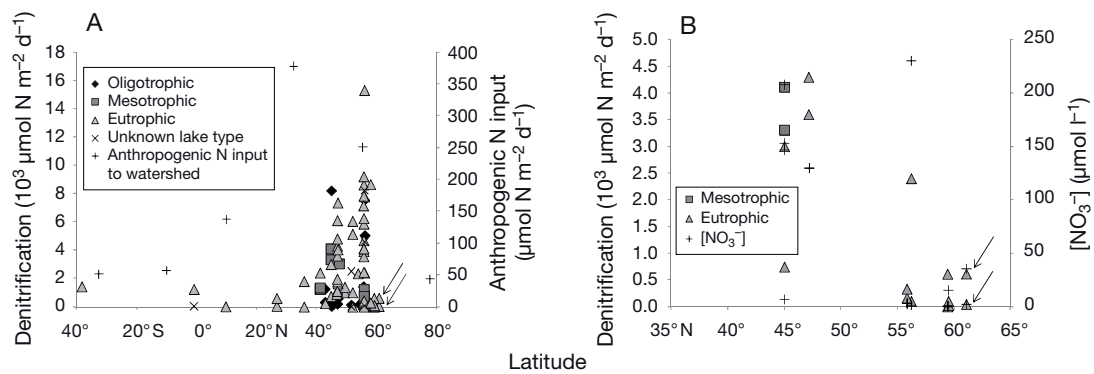 A
Denitrification (10³ µmol N m⁻² d⁻¹)
18
16
14
12
10
8
6
4
2
0
Oligotrophic
Mesotrophic
Eutrophic
Unknown lake type
Anthropogenic N input
to watershed
400
350
300
250
200
150
100
50
0
Anthropogenic N input
(µmol N m⁻² d⁻¹)
40° 20°S 0° 20°N 40° 60° 80°
B
Denitrification (10³ µmol N m⁻² d⁻¹)
5.0
4.5
4.0
3.5
3.0
2.5
2.0
1.5
1.0
0.5
0.0
Mesotrophic
Eutrophic
[NO₃⁻]
250
200
150
100
50
0
[NO₃⁻] (µmol l⁻¹)
35°N 40° 45° 50° 55° 60° 65°
Latitude